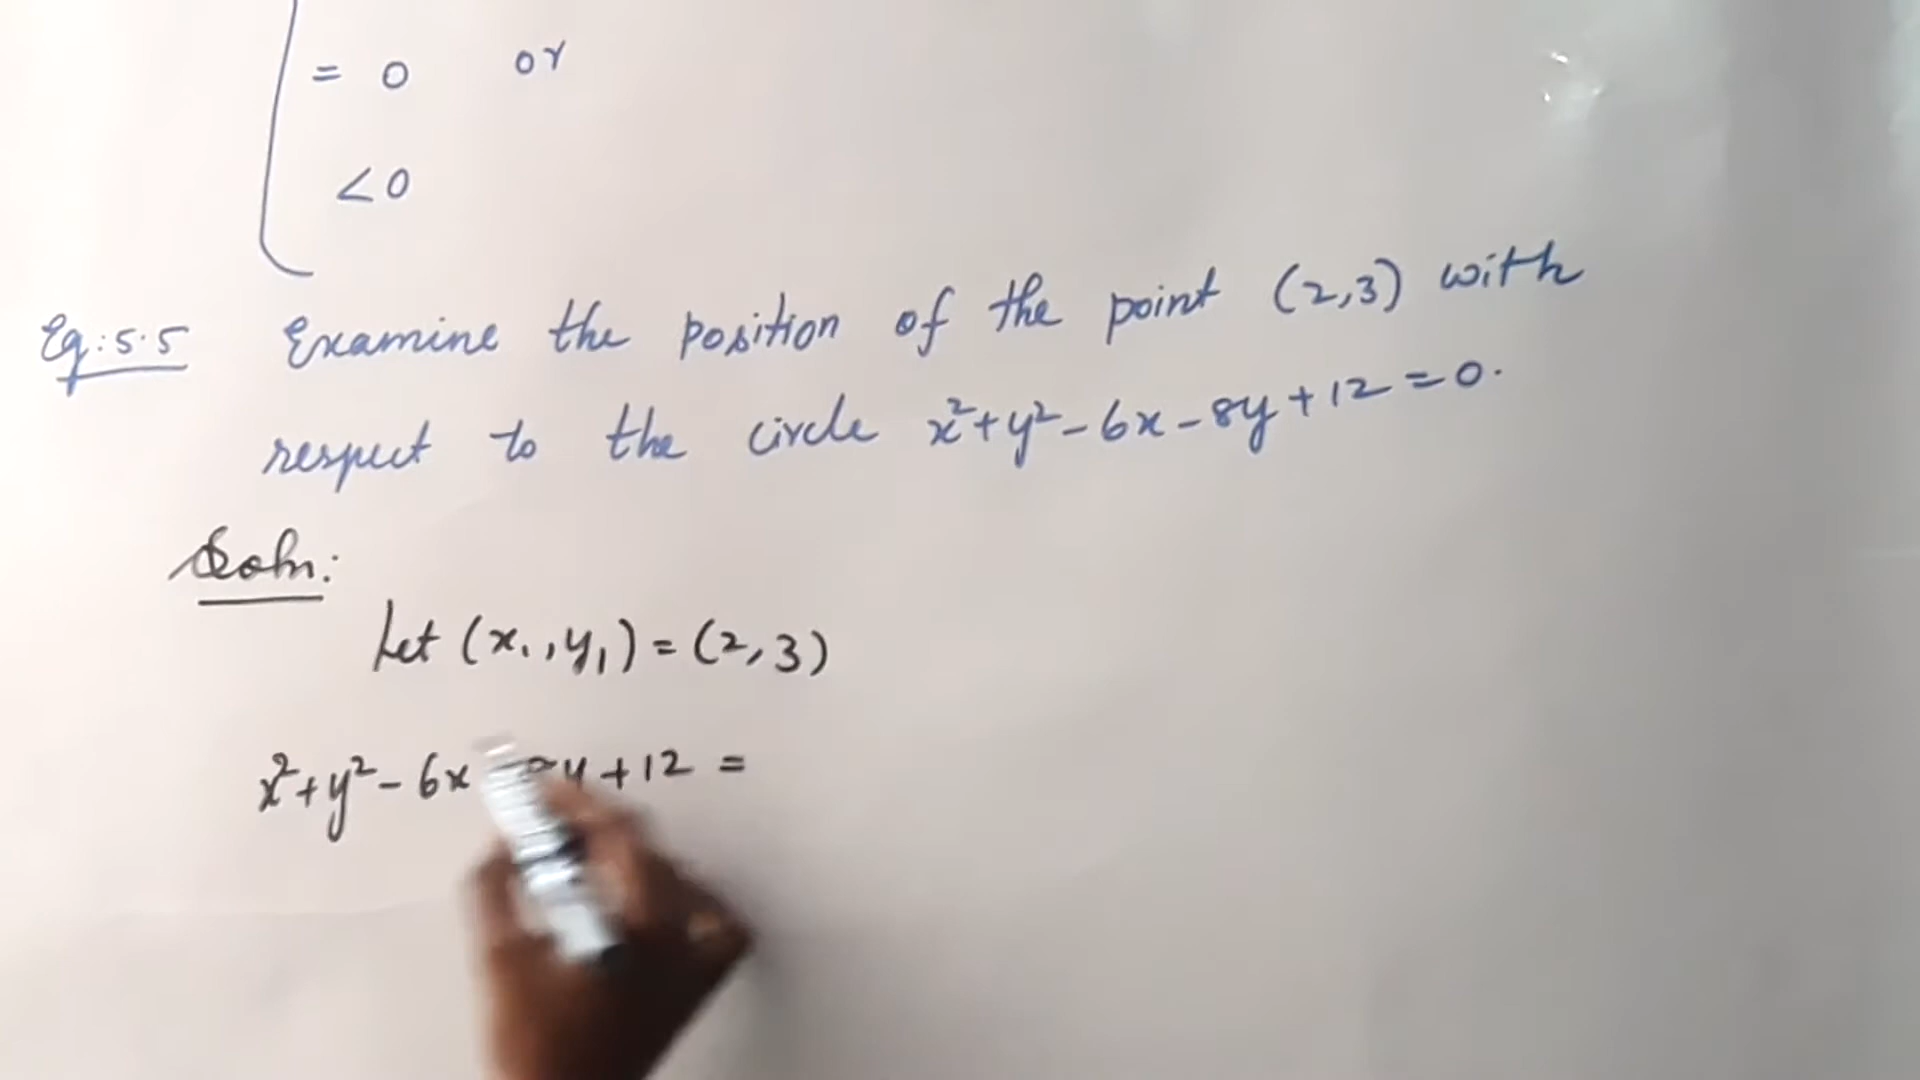 = 0 or
< 0
Eg: 5.5 Examine the position of the point (2,3) with
respect to the circle x²+y²-6x-8y+12=0.
Soln:
Let (x₁,y₁)=(2,3)
x²+y²-6x 8y+12 =